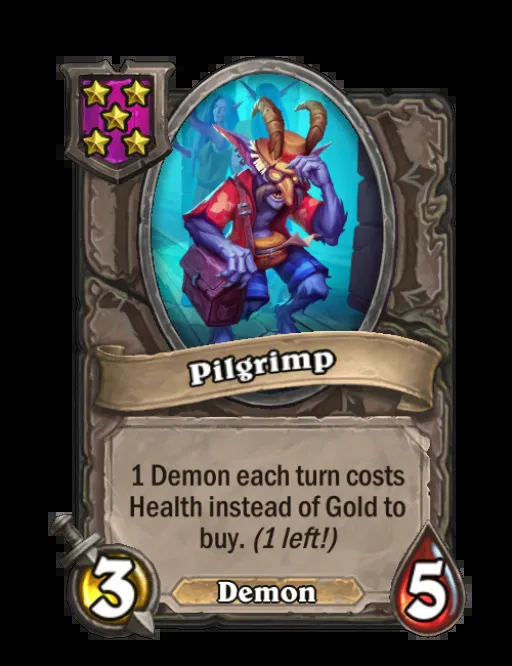 Pilgrimp
1 Demon each turn costs
Health instead of Gold to
buy. (1 left!)
3
Demon
5